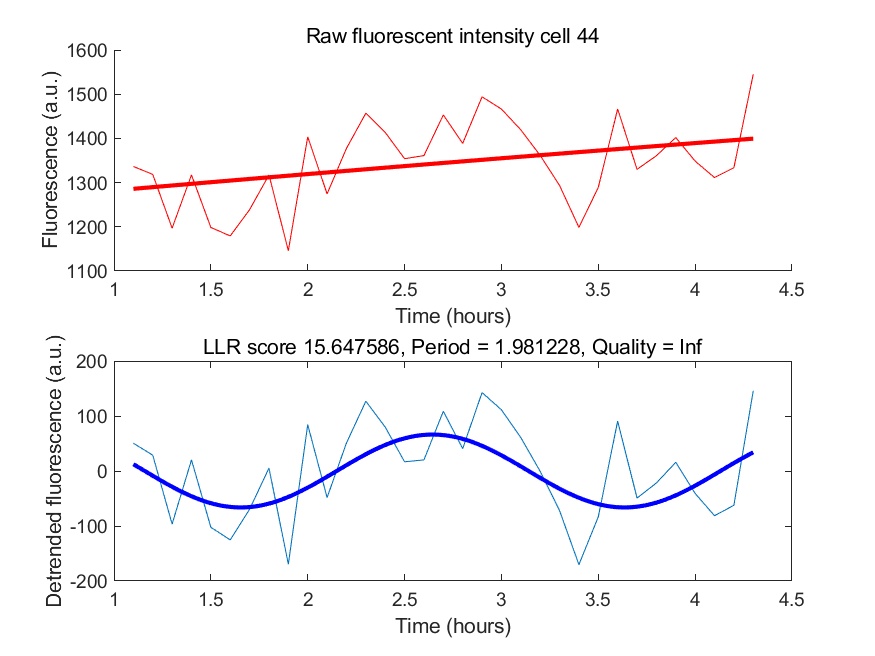 Raw fluorescent intensity cell 44
1600
1500
1400
1300
1200
1100
Fluorescence (a.u.)
1 1.5 2 2.5 3 3.5 4 4.5
Time (hours)
LLR score 15.647586, Period = 1.981228, Quality = Inf
200
100
0
-100
-200
Detrended fluorescence (a.u.)
1 1.5 2 2.5 3 3.5 4 4.5
Time (hours)